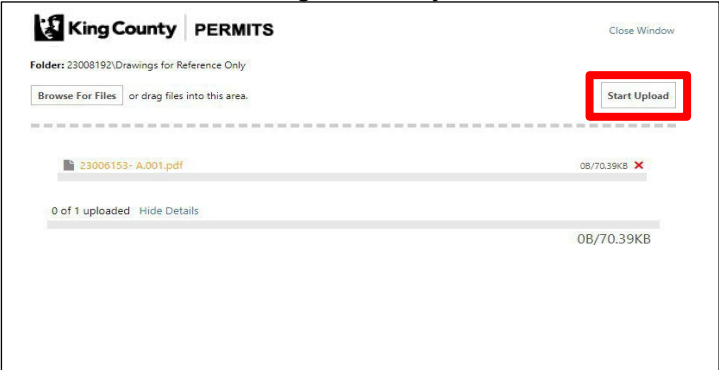 King County PERMITS
Close Window
Folder: 23008192\Drawings for Reference Only
Browse For Files or drag files into this area.
Start Upload
23006153- A.001.pdf
0B/70.39KB
0 of 1 uploaded Hide Details
0B/70.39KB